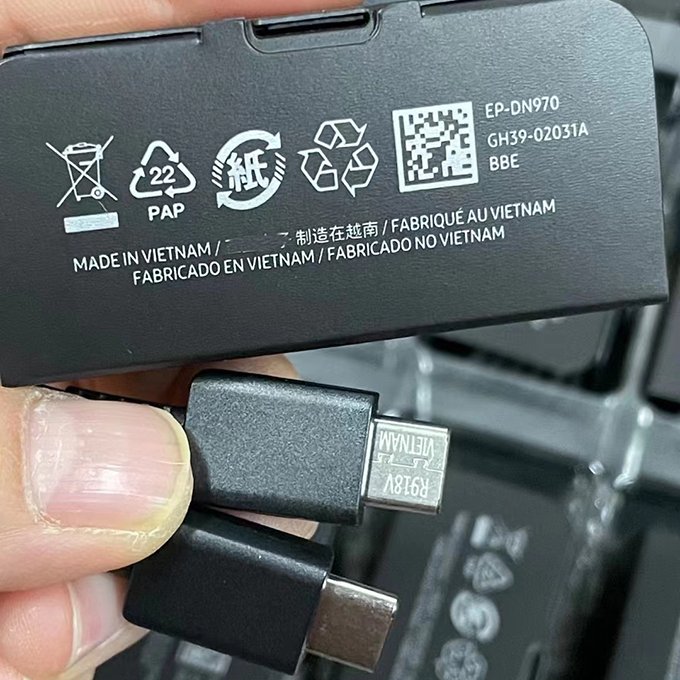 22
PAP
紙
EP-DN970
GH39-02031A
BBE
MADE IN VIETNAM / 制造在越南 / FABRIQUÉ AU VIETNAM
FABRICADO EN VIETNAM / FABRICADO NO VIETNAM
R918V
VIETNAM